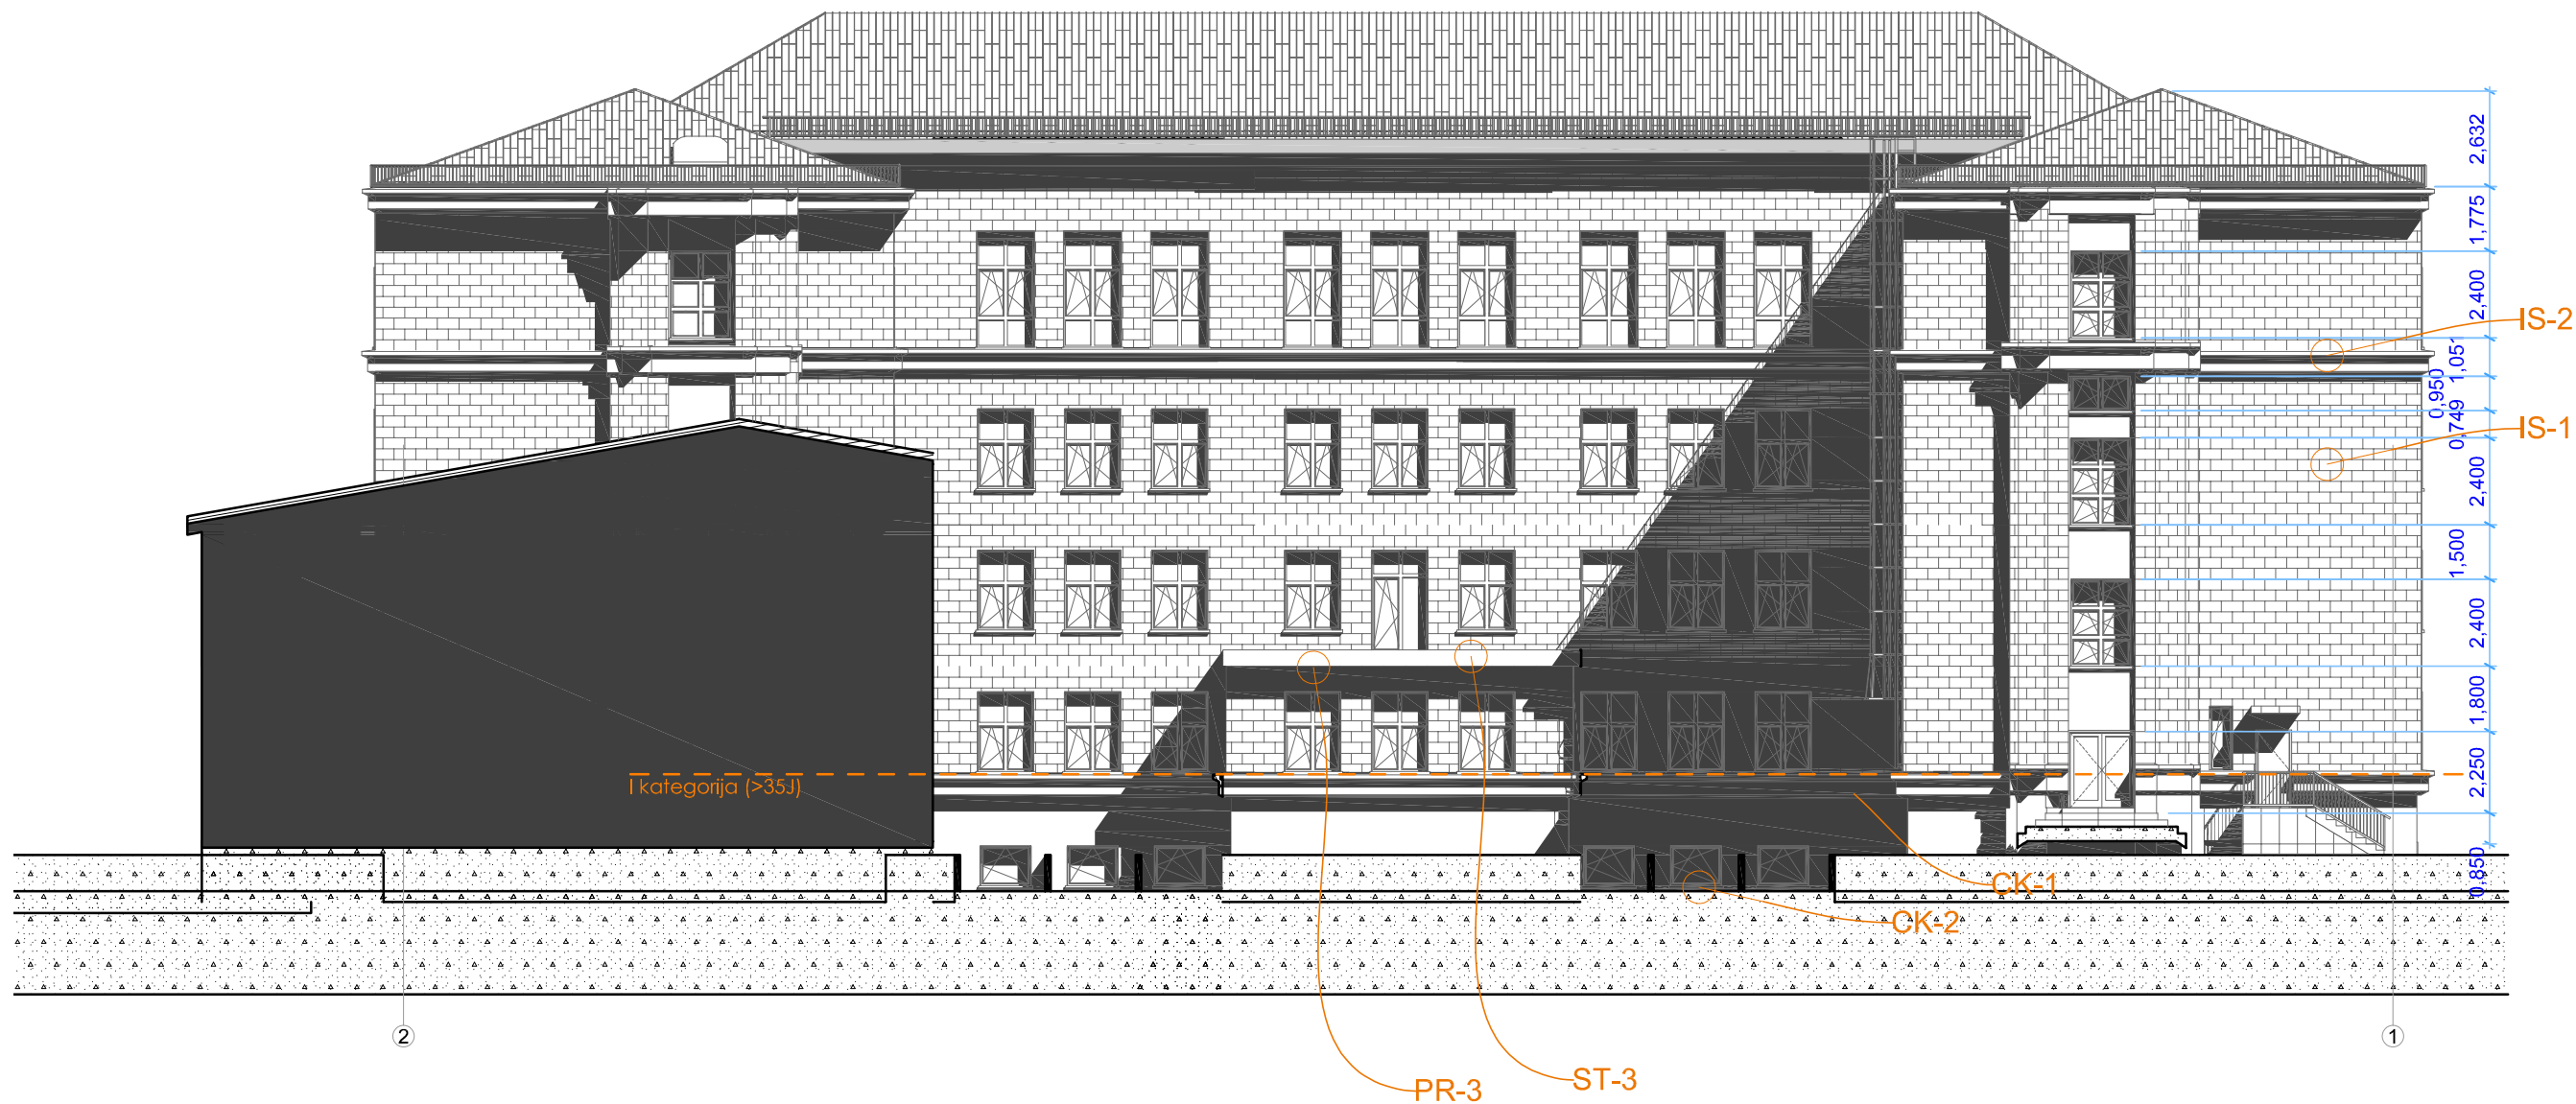 2,632
1,775
2,400
IS-2
1,051
0,950
0,749
IS-1
2,400
1,500
2,400
1,800
2,250
I kategorija (>35J)
0,850
CK-1
CK-2
2
1
ST-3
PR-3